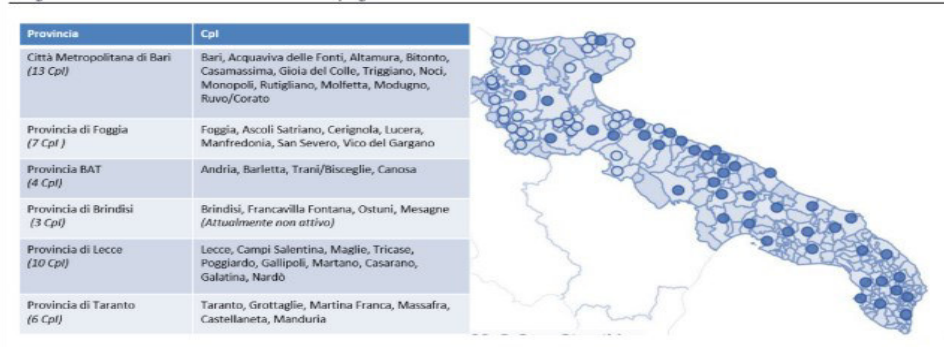 Provincia Cpl
Città Metropolitana di Bari Bari, Acquaviva delle Fonti, Altamura, Bitonto,
(13 Cpl) Casamassima, Gioia del Colle, Triggiano, Noci,
Monopoli, Rutigliano, Molfetta, Modugno,
Ruvo/Corato
Provincia di Foggia Foggia, Ascoli Satriano, Cerignola, Lucera,
(7 Cpl ) Manfredonia, San Severo, Vico del Gargano
Provincia BAT Andria, Barletta, Trani/Bisceglie, Canosa
(4 Cpl)
Provincia di Brindisi Brindisi, Francavilla Fontana, Ostuni, Mesagne
(3 Cpl) (Attualmente non attivo)
Provincia di Lecce Lecce, Campi Salentina, Maglie, Tricase,
(10 Cpl) Poggiardo, Gallipoli, Martano, Casarano,
Galatina, Nardò
Provincia di Taranto Taranto, Grottaglie, Martina Franca, Massafra,
(6 Cpl) Castellaneta, Manduria